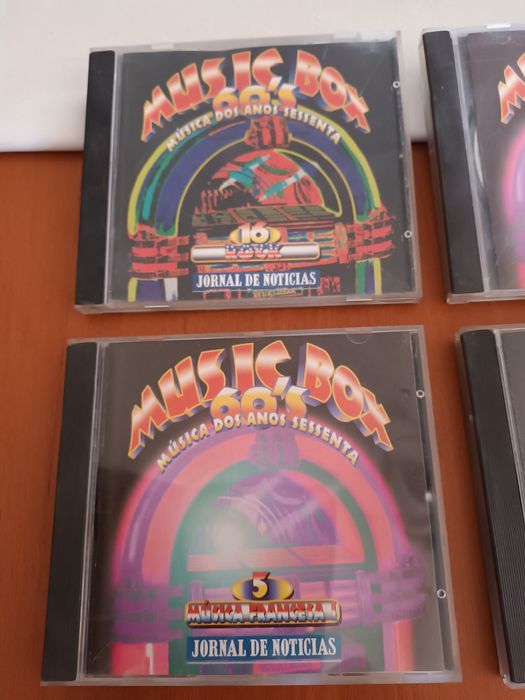 MUSIC BOX
60'S
MÚSICA DOS ANOS SESSENTA
16
ROCK
JORNAL DE NOTICIAS
M
MUSIC BOX
60'S
MÚSICA DOS ANOS SESSENTA
5
MÚSICA FRANCESA I
JORNAL DE NOTICIAS